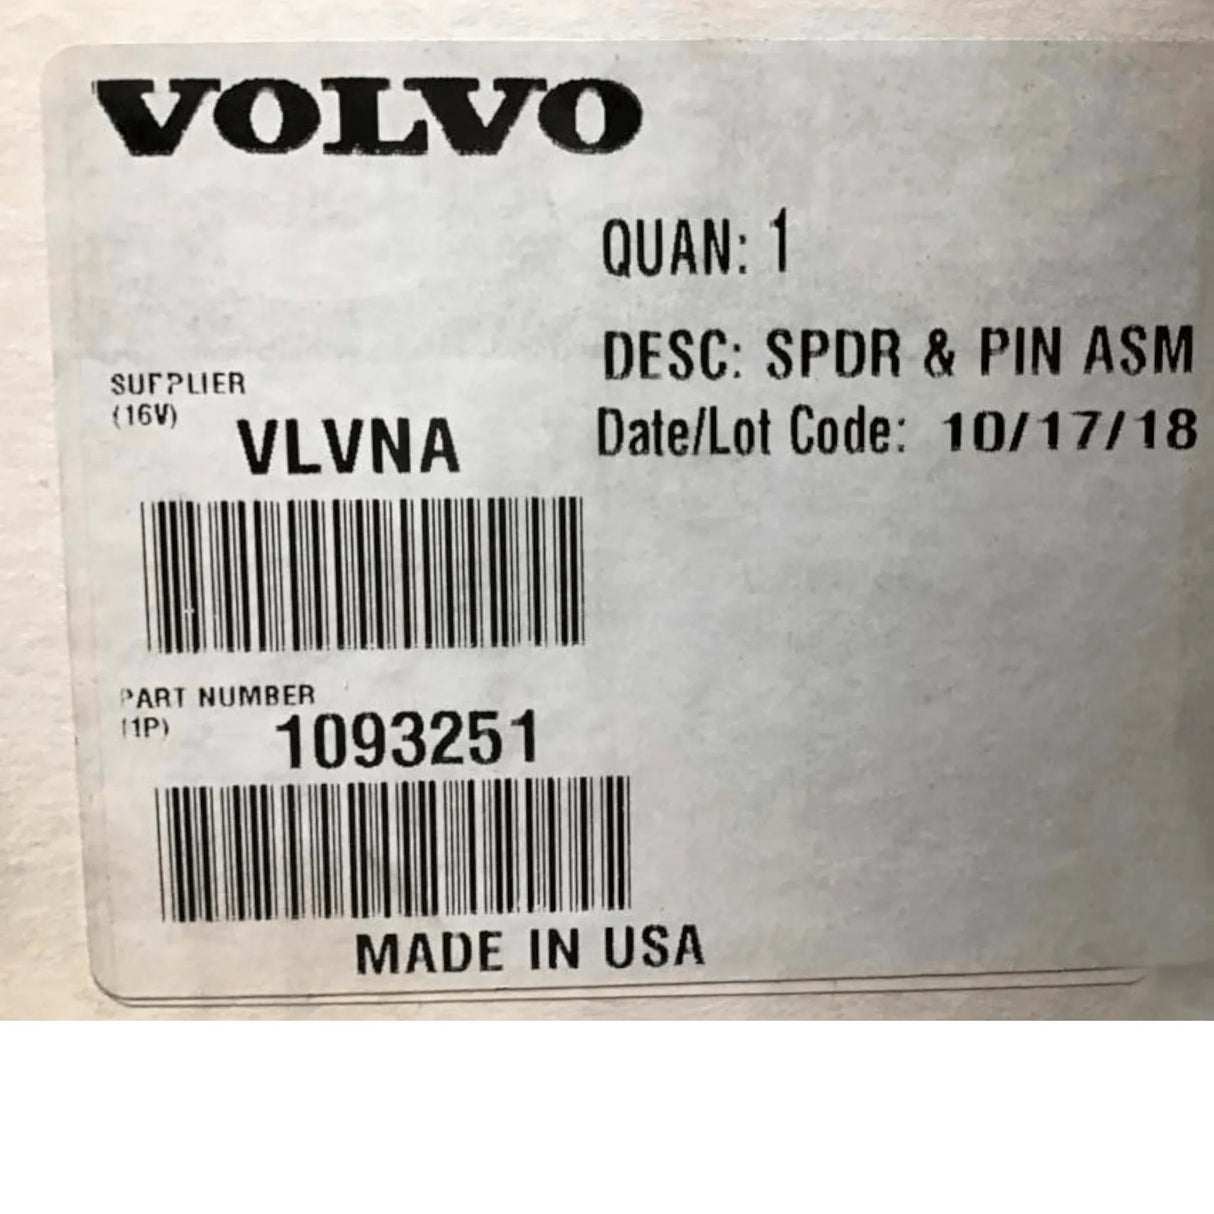 VOLVO
QUAN: 1
DESC: SPDR & PIN ASM
Date/Lot Code: 10/17/18
SUPPLIER
(16V)
VLVNA
PART NUMBER
(1P)
1093251
MADE IN USA